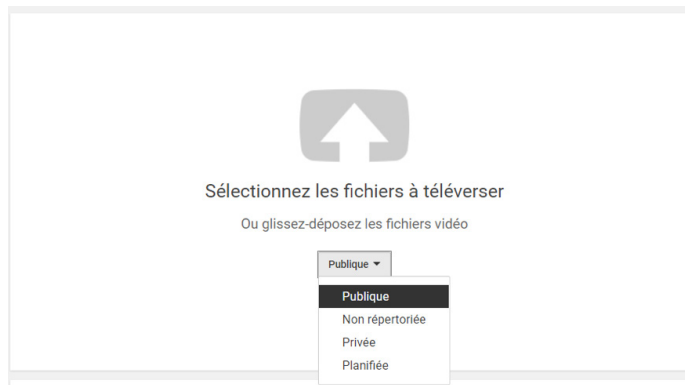 Sélectionnez les fichiers à téléverser
Ou glissez-déposez les fichiers vidéo
Publique
Publique
Non répertoriée
Privée
Planifiée